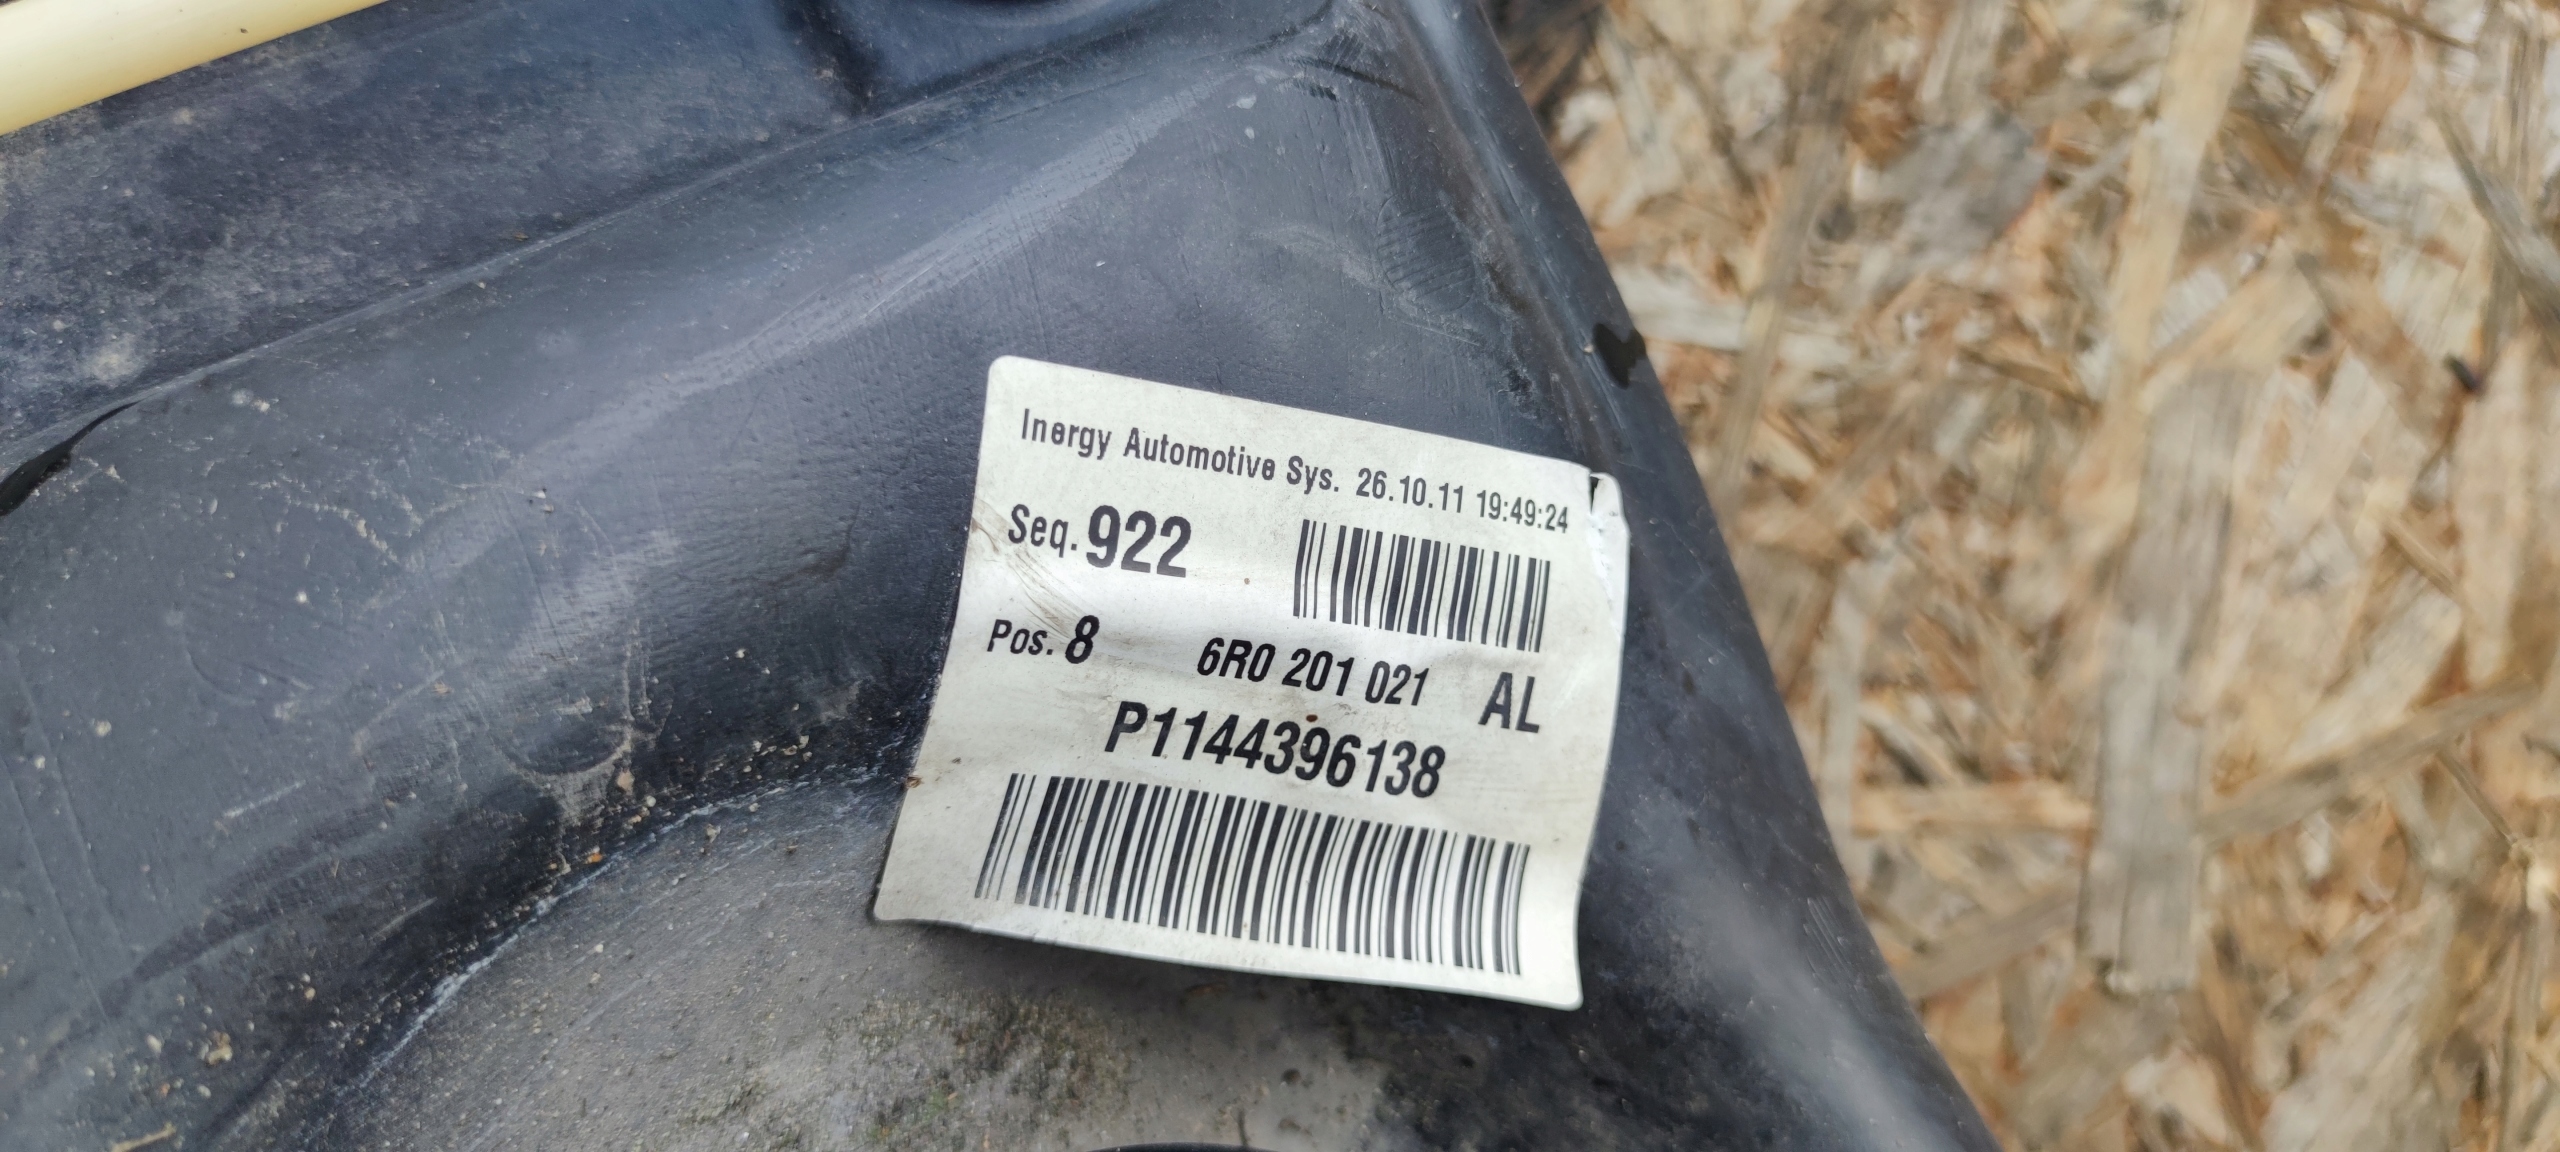 Inergy Automotive Sys. 26.10.11 19:49:24
Seq. 922
Pos. 8 6R0 201 021 AL
P1144396138